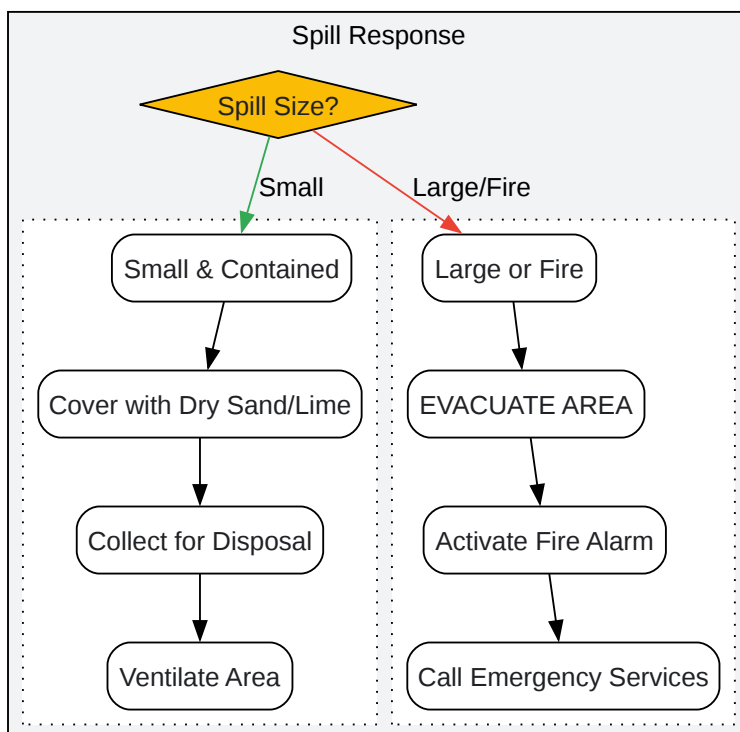 Spill Response
Spill Size?
Small
Large/Fire
Small & Contained
Large or Fire
Cover with Dry Sand/Lime
EVACUATE AREA
Collect for Disposal
Activate Fire Alarm
Ventilate Area
Call Emergency Services